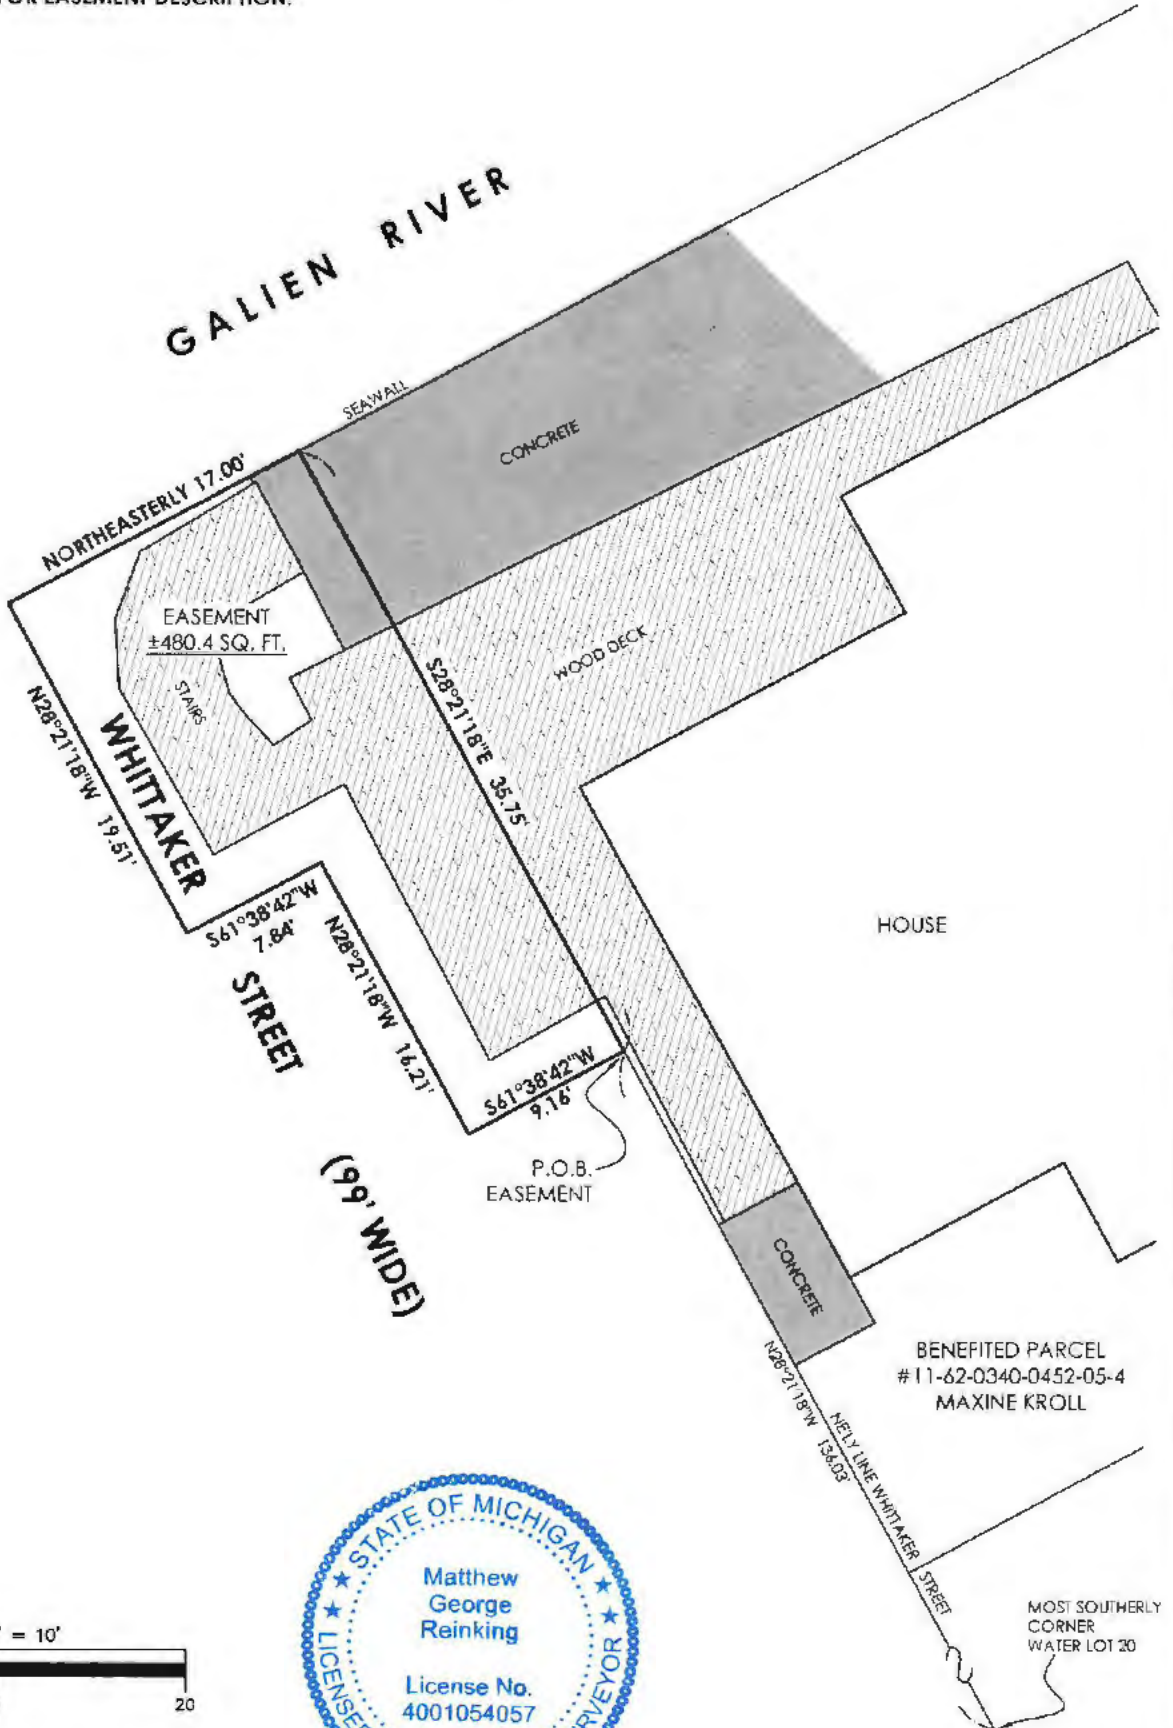 FOR EASEMENT DESCRIPTION.
GALIEN RIVER
SEAWALL
CONCRETE
NORTHEASTERLY 17.00'
EASEMENT
±480.4 SQ. FT.
STAIRS
WOOD DECK
S28°21'18"E 35.75'
N28°21'18"W 19.51'
WHITTAKER
STREET
(99' WIDE)
S61°38'42"W
7.84'
N28°21'18"W 16.21'
S61°38'42"W
9.16'
HOUSE
P.O.B.
EASEMENT
CONCRETE
BENEFITED PARCEL
#11-62-0340-0452-05-4
MAXINE KROLL
N28°21'18"W 136.03'
NE'LY LINE WHITTAKER STREET
MOST SOUTHERLY
CORNER
WATER LOT 20
STATE OF MICHIGAN
Matthew
George
Reinking
License No.
4001054057
' = 10'
20